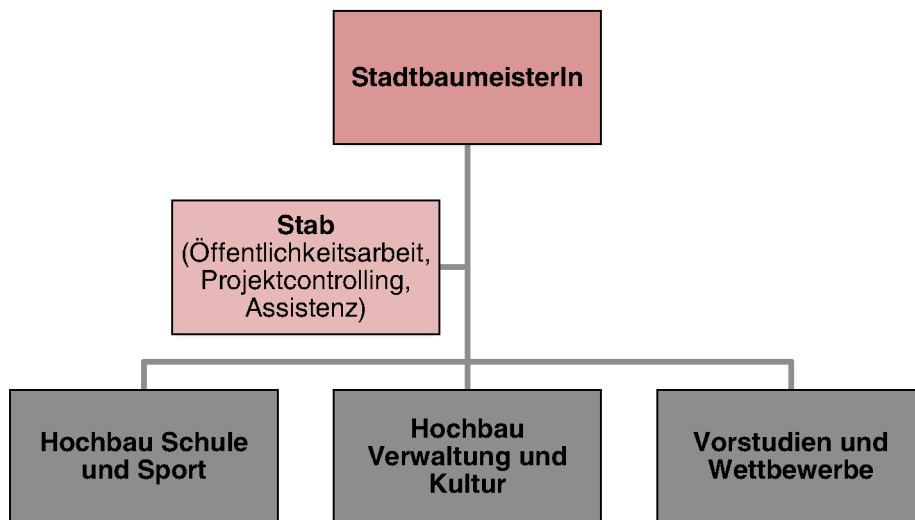 StadtbaumeisterIn
Stab
(Öffentlichkeitsarbeit,
Projektcontrolling,
Assistenz)
Hochbau Schule
und Sport
Hochbau
Verwaltung und
Kultur
Vorstudien und
Wettbewerbe